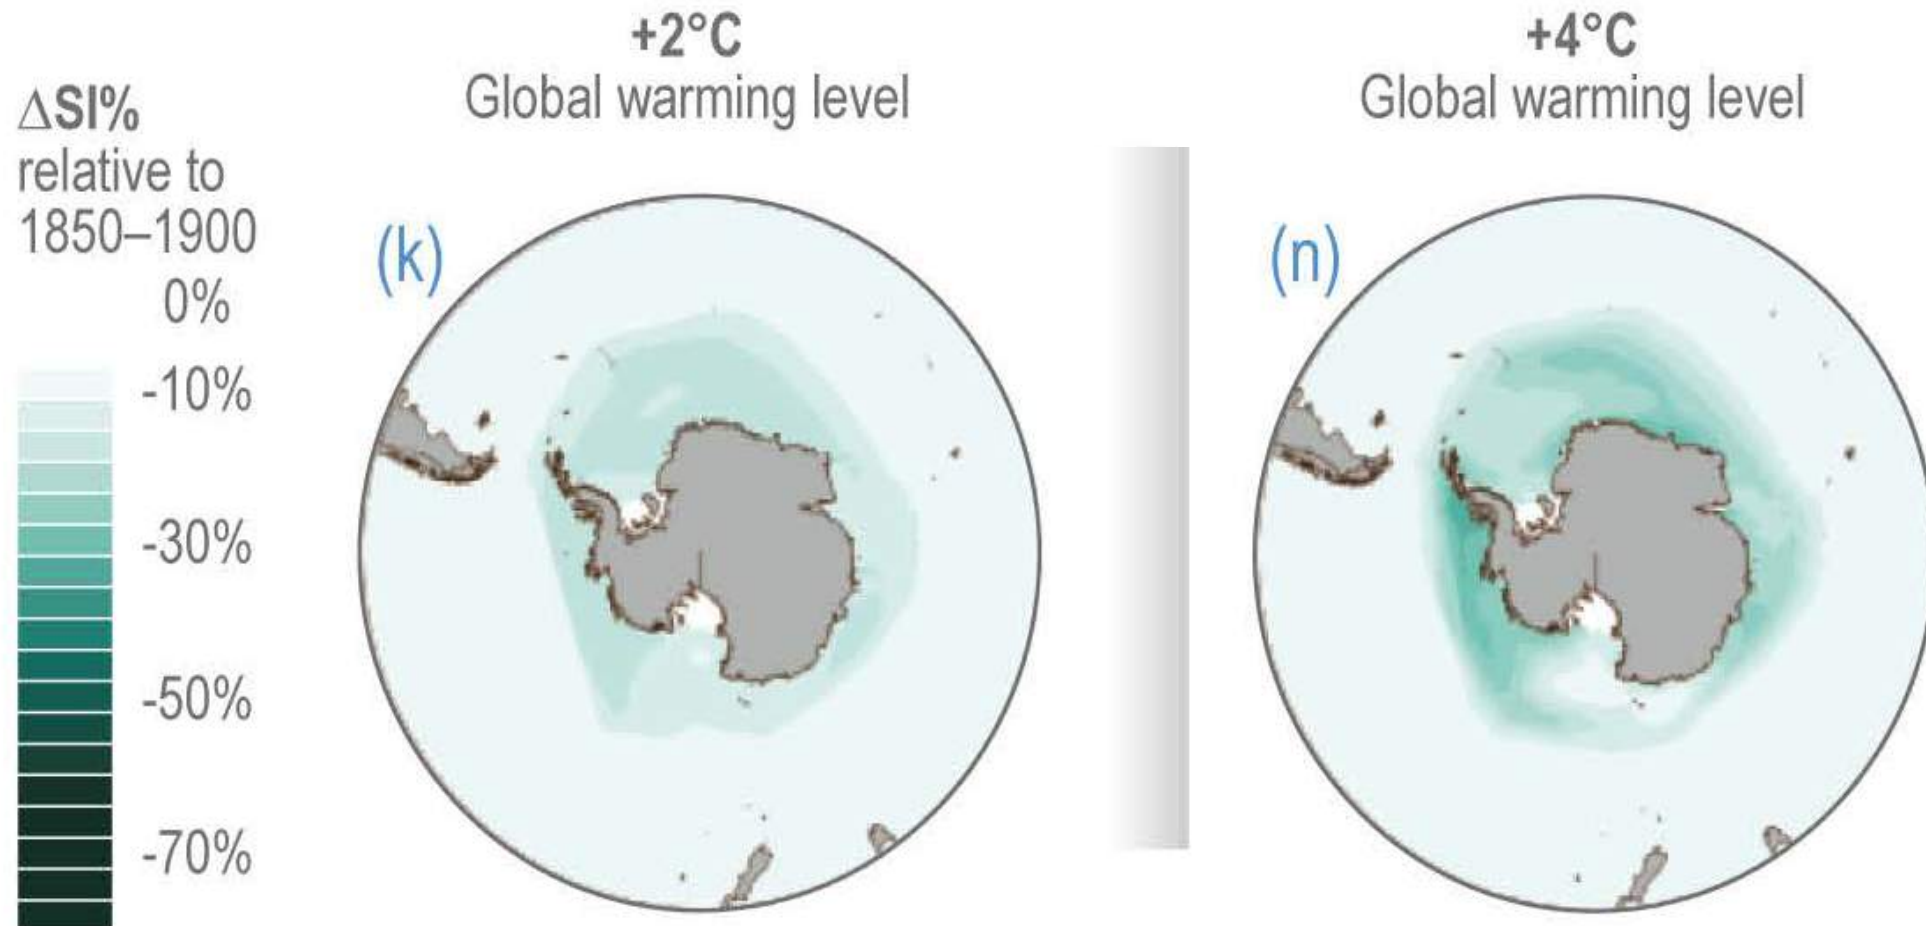 +2°C
Global warming level
+4°C
Global warming level
ΔSI%
relative to
1850–1900
0%
-10%
-30%
-50%
-70%
(k)
(n)